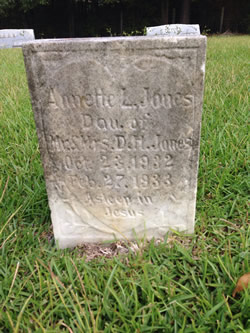 Annette L. Jones
Dau. of
Mr. & Mrs. D. H. Jones
Oct. 23, 1932
Feb. 27, 1933
Asleep in
Jesus